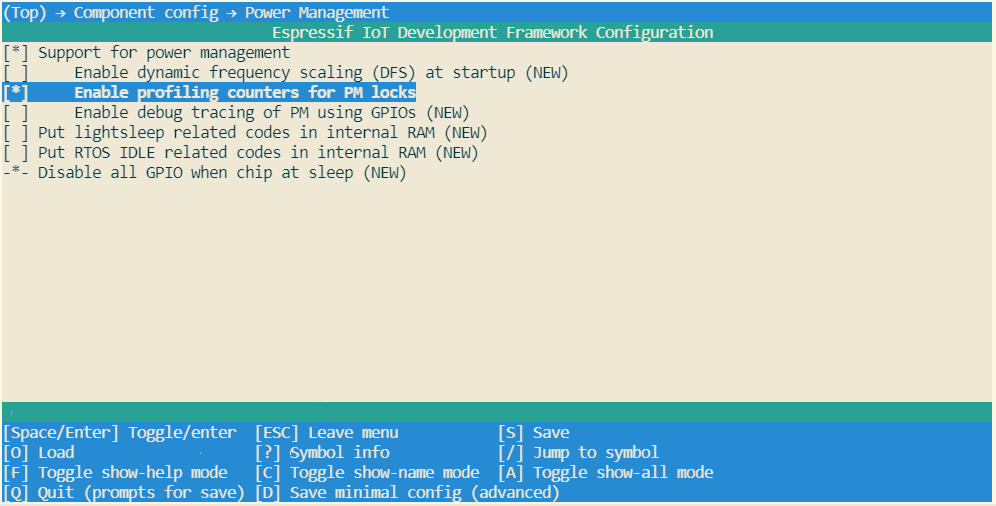 (Top) → Component config → Power Management
Espressif IoT Development Framework Configuration
[*] Support for power management
[ ]     Enable dynamic frequency scaling (DFS) at startup (NEW)
[*]     Enable profiling counters for PM locks
[ ]     Enable debug tracing of PM using GPIOs (NEW)
[ ] Put lightsleep related codes in internal RAM (NEW)
[ ] Put RTOS IDLE related codes in internal RAM (NEW)
-*- Disable all GPIO when chip at sleep (NEW)
[Space/Enter] Toggle/enter  [ESC] Leave menu           [S] Save
[O] Load                    [?] Symbol info            [/] Jump to symbol
[F] Toggle show-help mode   [C] Toggle show-name mode  [A] Toggle show-all mode
[Q] Quit (prompts for save) [D] Save minimal config (advanced)